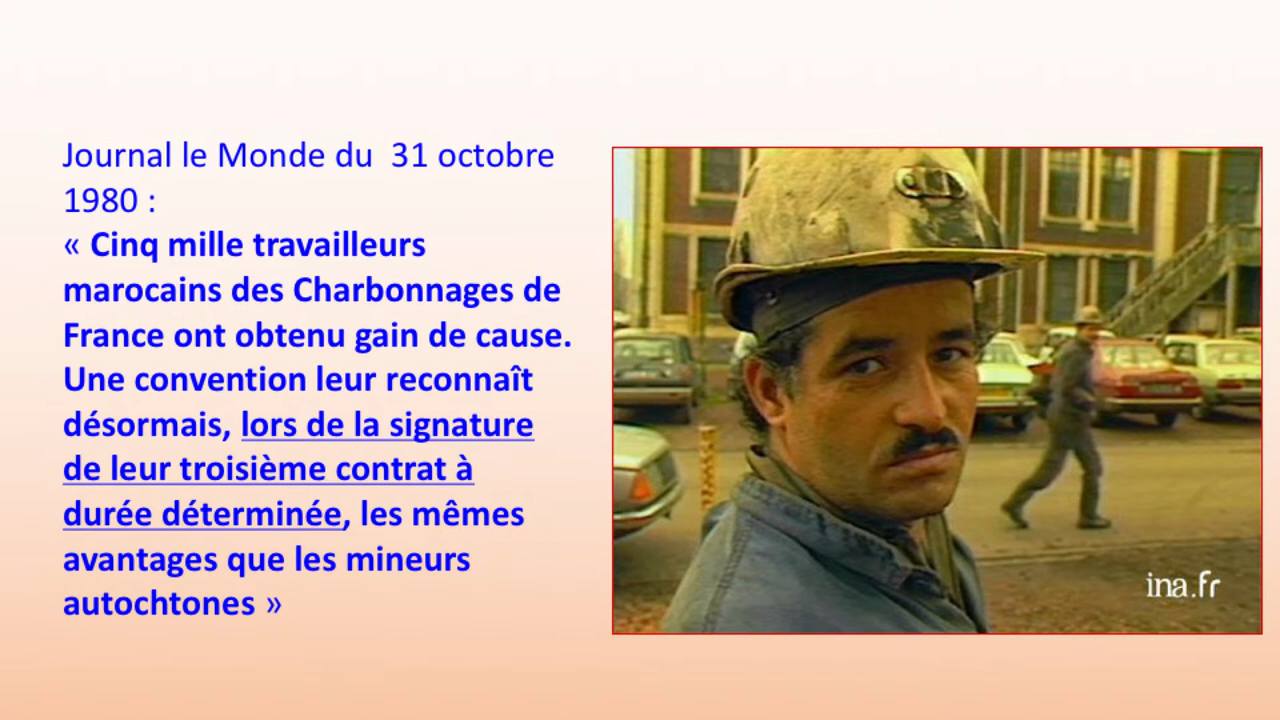 Journal le Monde du  31 octobre
1980 :
« Cinq mille travailleurs
marocains des Charbonnages de
France ont obtenu gain de cause.
Une convention leur reconnaît
désormais, lors de la signature
de leur troisième contrat à
durée déterminée, les mêmes
avantages que les mineurs
autochtones »
ina.fr